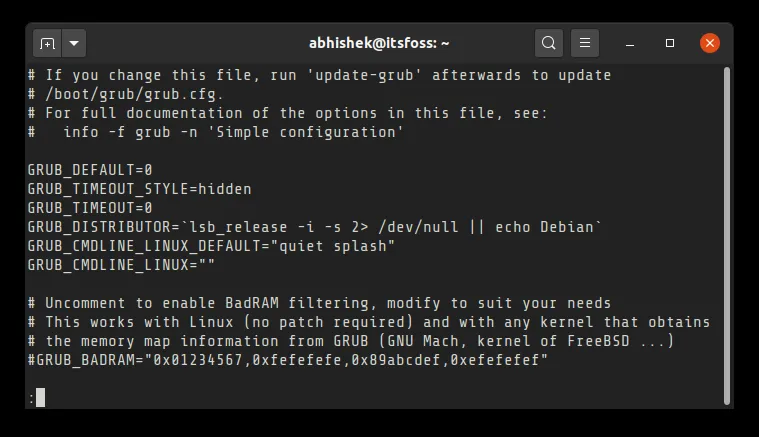 abhishek@itsfoss: ~
# If you change this file, run 'update-grub' afterwards to update
# /boot/grub/grub.cfg.
# For full documentation of the options in this file, see:
#   info -f grub -n 'Simple configuration'

GRUB_DEFAULT=0
GRUB_TIMEOUT_STYLE=hidden
GRUB_TIMEOUT=0
GRUB_DISTRIBUTOR=`lsb_release -i -s 2> /dev/null || echo Debian`
GRUB_CMDLINE_LINUX_DEFAULT="quiet splash"
GRUB_CMDLINE_LINUX=""

# Uncomment to enable BadRAM filtering, modify to suit your needs
# This works with Linux (no patch required) and with any kernel that obtains
# the memory map information from GRUB (GNU Mach, kernel of FreeBSD ...)
#GRUB_BADRAM="0x01234567,0xfefefefe,0x89abcdef,0xefefefef"

: